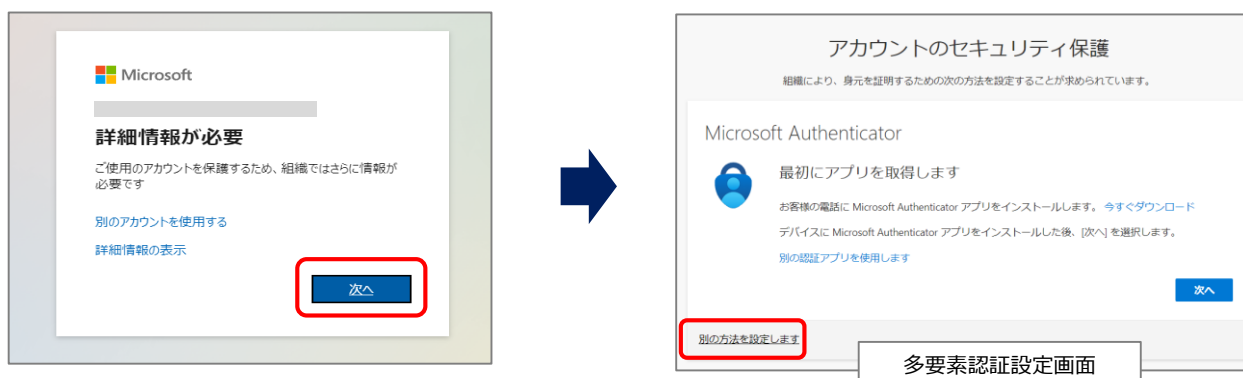 Microsoft
詳細情報が必要
ご使用のアカウントを保護するため、組織ではさらに情報が
必要です
別のアカウントを使用する
詳細情報の表示
次へ
アカウントのセキュリティ保護
組織により、身元を証明するための次の方法を設定することが求められています。
Microsoft Authenticator
最初にアプリを取得します
お客様の電話に Microsoft Authenticator アプリをインストールします。 今すぐダウンロード
デバイスに Microsoft Authenticator アプリをインストールした後、[次へ] を選択します。
別の認証アプリを使用します
次へ
別の方法を設定します
多要素認証設定画面